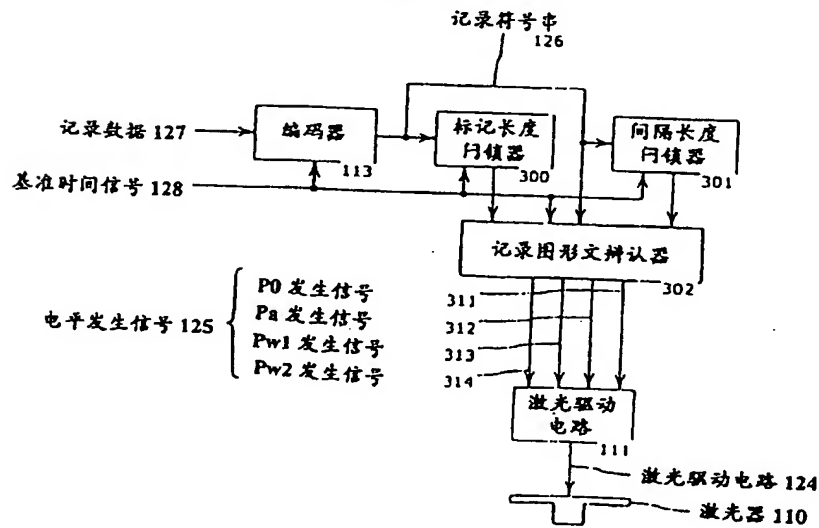 记录符号串
126
记录数据 127
编码器
113
标记长度
闩锁器
300
间隔长度
闩锁器
301
基准时间信号 128
记录图形文辨认器
302
电平发生信号 125
P0 发生信号
Pa 发生信号
Pw1 发生信号
Pw2 发生信号
311
312
313
314
激光驱动
电路
111
激光驱动电路 124
激光器 110